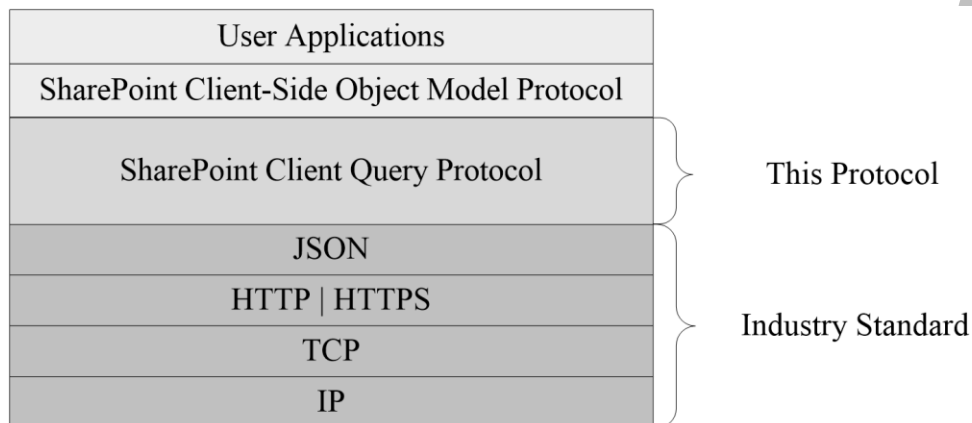 User Applications
SharePoint Client-Side Object Model Protocol
SharePoint Client Query Protocol
This Protocol
JSON
HTTP | HTTPS
TCP
IP
Industry Standard